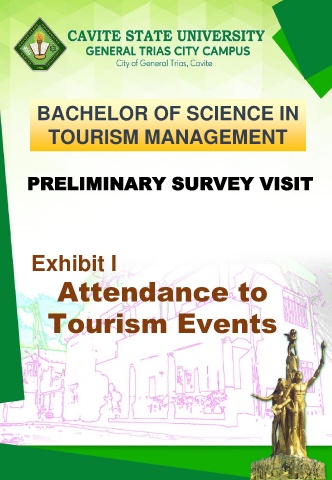 CAVITE STATE UNIVERSITY
GENERAL TRIAS CITY CAMPUS
City of General Trias, Cavite
BACHELOR OF SCIENCE IN
TOURISM MANAGEMENT
PRELIMINARY SURVEY VISIT
Exhibit I
Attendance to
Tourism Events